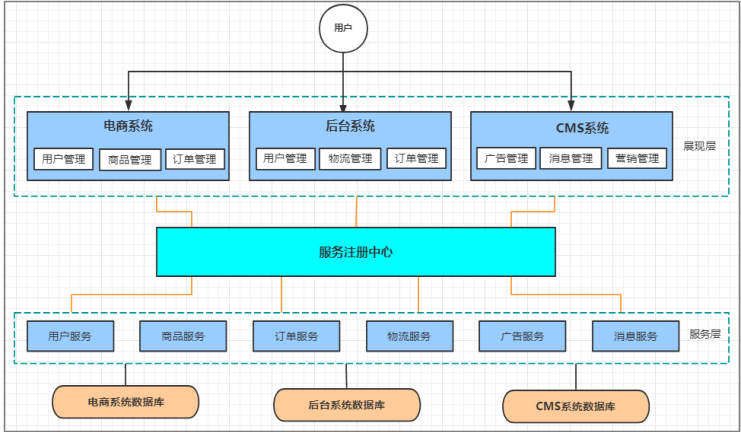 用户
电商系统
用户管理
商品管理
订单管理
后台系统
用户管理
物流管理
订单管理
CMS系统
广告管理
消息管理
营销管理
展现层
服务注册中心
用户服务
商品服务
订单服务
物流服务
广告服务
消息服务
服务层
电商系统数据库
后台系统数据库
CMS系统数据库